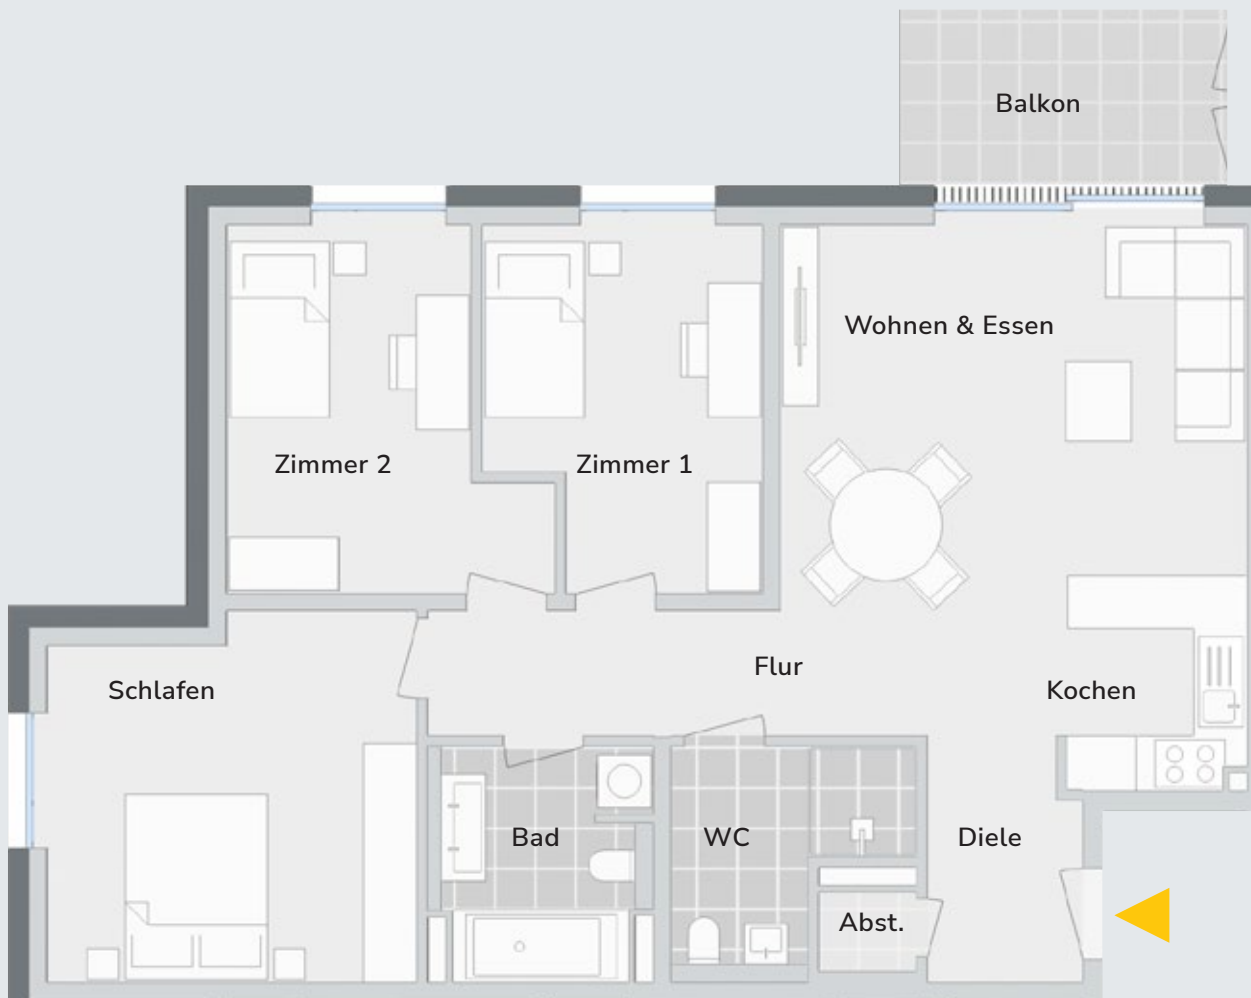 Balkon
Wohnen & Essen
Zimmer 2
Zimmer 1
Flur
Schlafen
Kochen
Bad
WC
Diele
Abst.